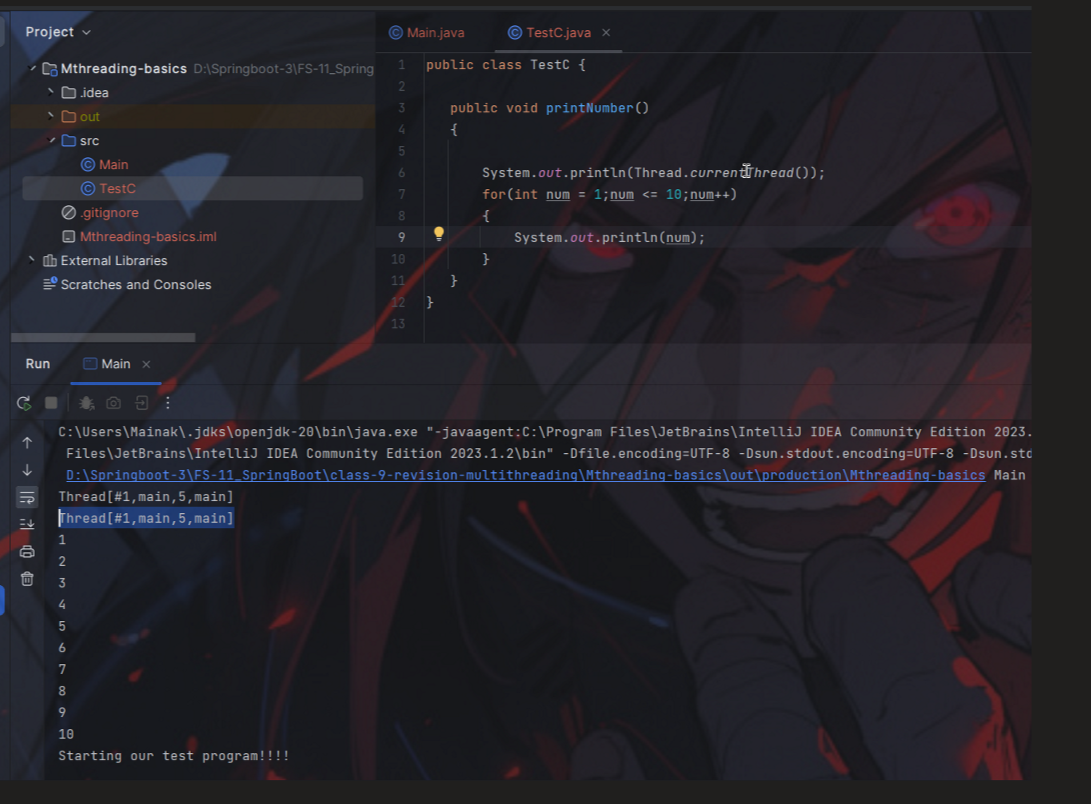 Project
Main.java
TestC.java
Mthreading-basics D:\Springboot-3\FS-11_Spring
.idea
out
src
Main
TestC
.gitignore
Mthreading-basics.iml
External Libraries
Scratches and Consoles
1 public class TestC {
2
3 public void printNumber()
4 {
5
6 System.out.println(Thread.currentThread());
7 for(int num = 1;num <= 10;num++)
8 {
9 System.out.println(num);
10 }
11 }
12 }
13
Run
Main
C:\Users\Mainak\.jdks\openjdk-20\bin\java.exe "-javaagent:C:\Program Files\JetBrains\IntelliJ IDEA Community Edition 2023.
Files\JetBrains\IntelliJ IDEA Community Edition 2023.1.2\bin" -Dfile.encoding=UTF-8 -Dsun.stdout.encoding=UTF-8 -Dsun.std
D:\Springboot-3\FS-11_SpringBoot\class-9-revision-multithreading\Mthreading-basics\out\production\Mthreading-basics Main
Thread[#1,main,5,main]
Thread[#1,main,5,main]
1
2
3
4
5
6
7
8
9
10
Starting our test program!!!!